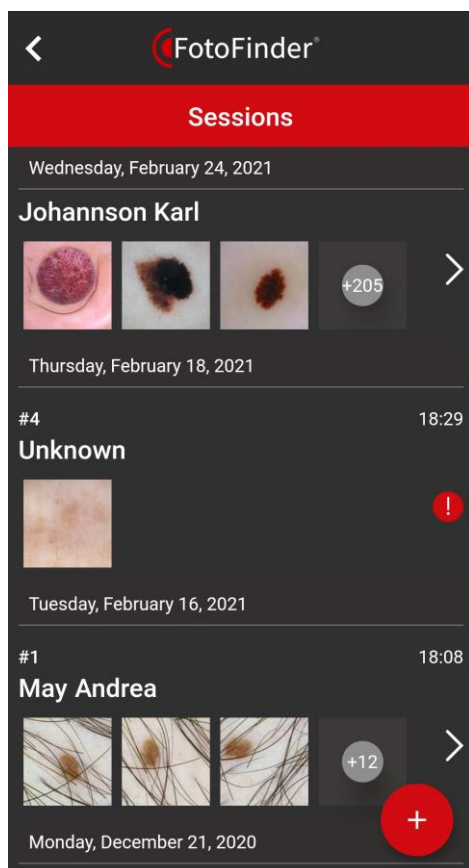 FotoFinder®
Sessions
Wednesday, February 24, 2021
Johannson Karl
+205
Thursday, February 18, 2021
#4 18:29
Unknown
!
Tuesday, February 16, 2021
#1 18:08
May Andrea
+12
+
Monday, December 21, 2020